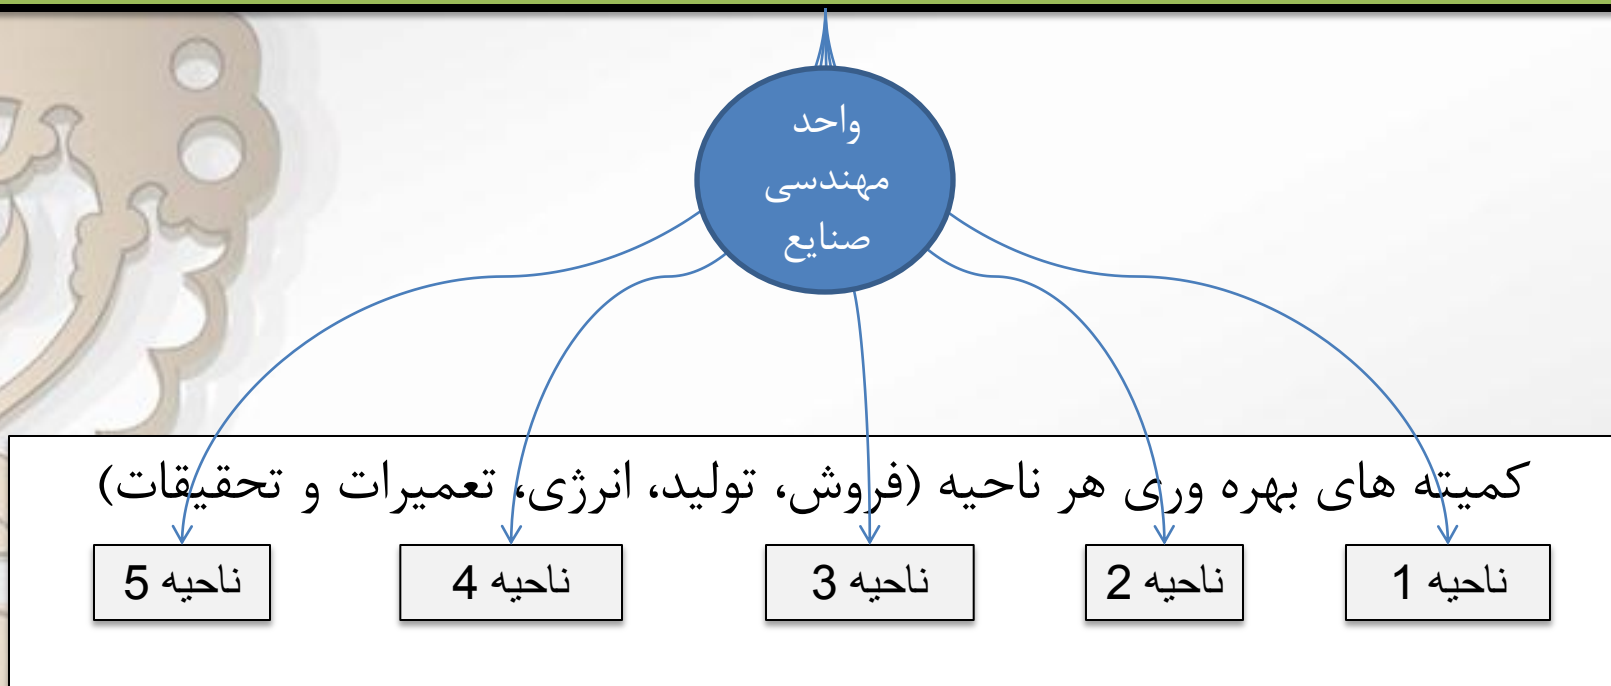 واحد
مهندسی
صنایع
کمیته های بهره وری هر ناحیه (فروش، تولید، انرژی، تعمیرات و تحقیقات)
ناحیه 1
ناحیه 2
ناحیه 3
ناحیه 4
ناحیه 5